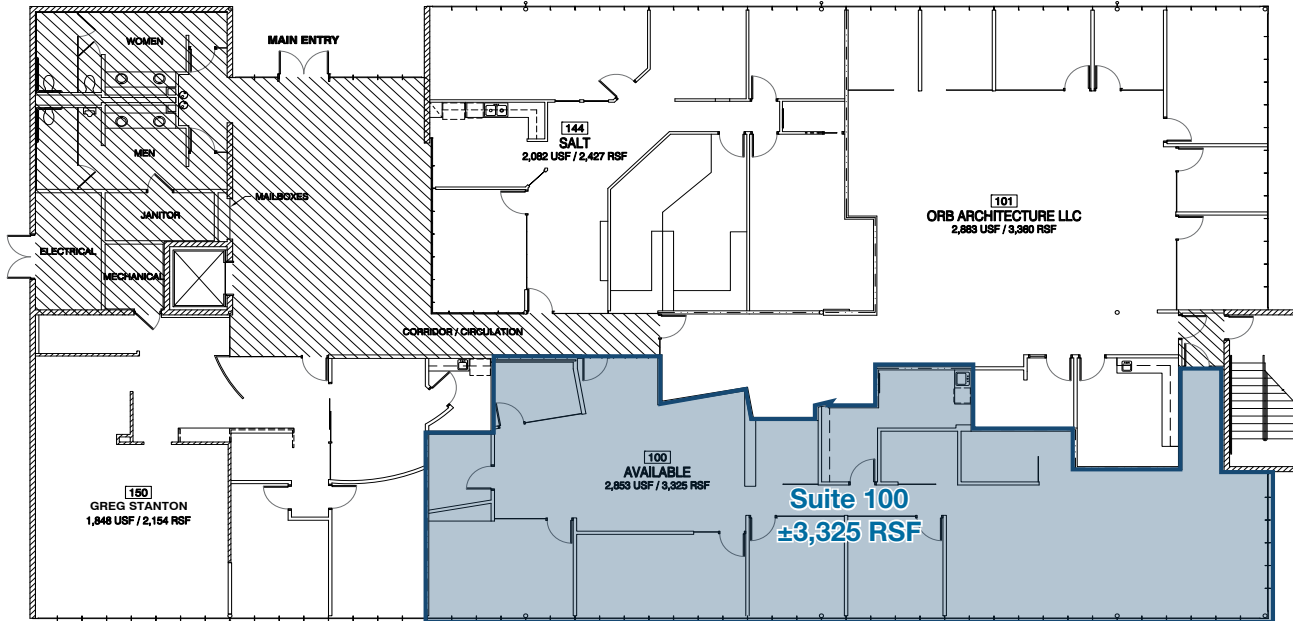 WOMEN
MAIN ENTRY
MEN
MAILBOXES
JANITOR
ELECTRICAL
MECHANICAL
144
SALT
2,082 USF / 2,427 RSF
101
ORB ARCHITECTURE LLC
2,883 USF / 3,360 RSF
CORRIDOR / CIRCULATION
150
GREG STANTON
1,848 USF / 2,154 RSF
100
AVAILABLE
2,853 USF / 3,325 RSF
Suite 100
±3,325 RSF